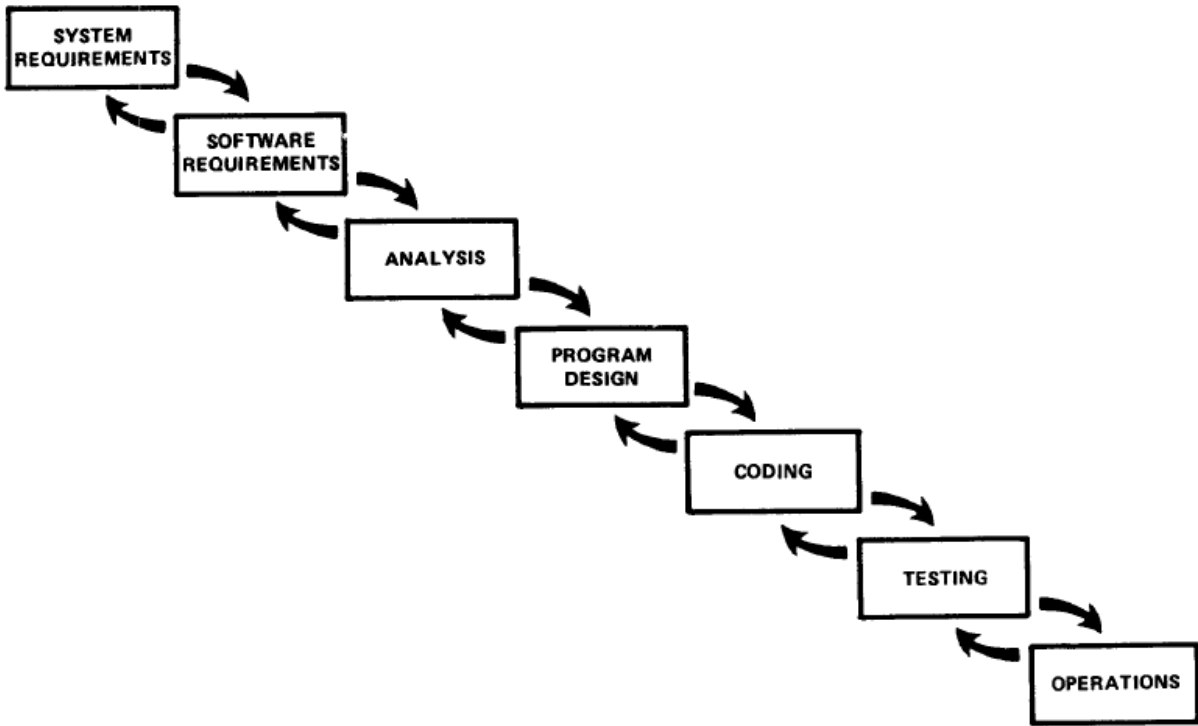 SYSTEM
REQUIREMENTS
SOFTWARE
REQUIREMENTS
ANALYSIS
PROGRAM
DESIGN
CODING
TESTING
OPERATIONS